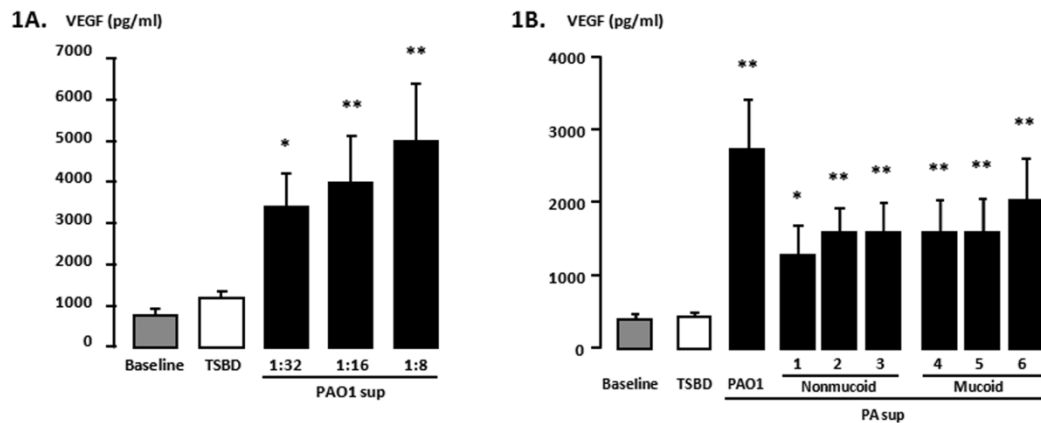 1A. VEGF (pg/ml)
7000
6000
5000
4000
3000
2000
1000
0
* ** **
Baseline TSBD 1:32 1:16 1:8
PAO1 sup
1B. VEGF (pg/ml)
4000
3000
2000
1000
0
** * ** ** ** ** **
Baseline TSBD PAO1 1 2 3 4 5 6
Nonmucoid Mucoid
PA sup